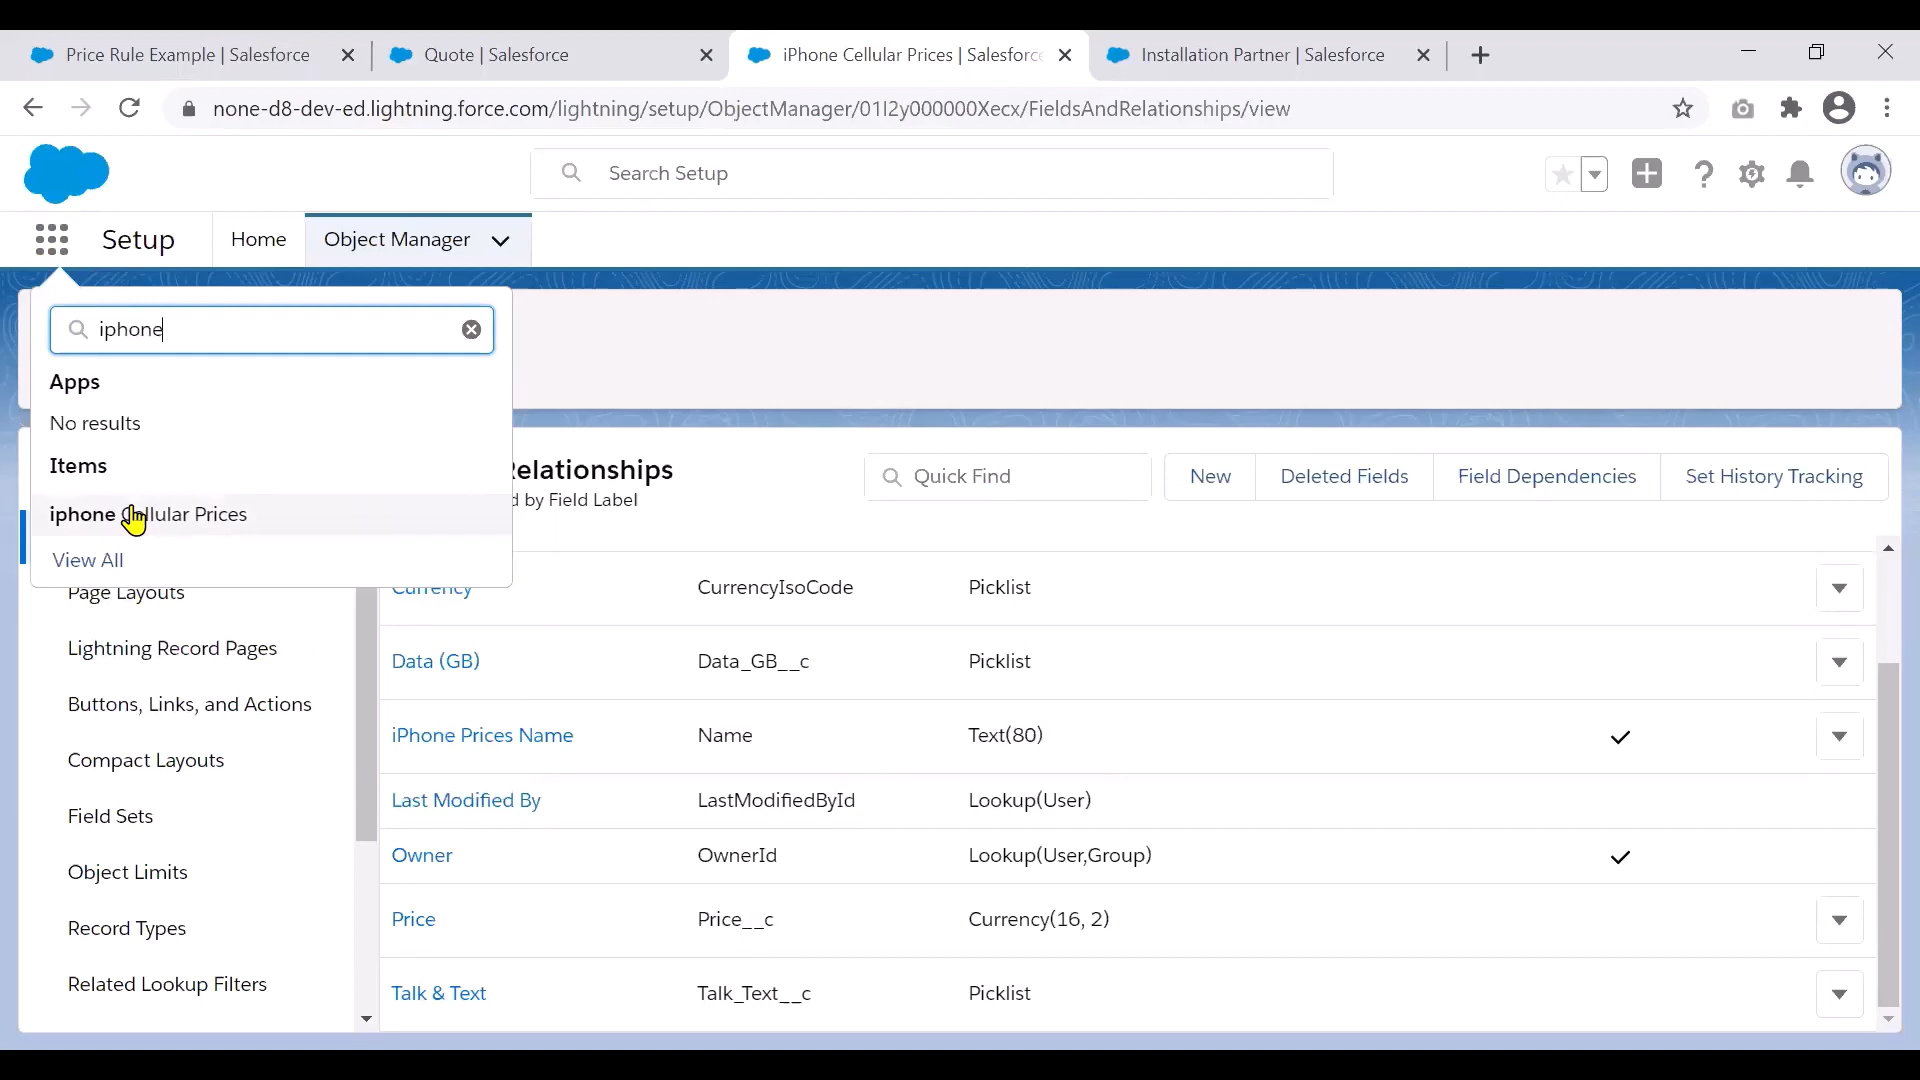 Price Rule Example | Salesforce
Quote | Salesforce
iPhone Cellular Prices | Salesforce
Installation Partner | Salesforce
none-d8-dev-ed.lightning.force.com/lightning/setup/ObjectManager/01I2y000000Xecx/FieldsAndRelationships/view
Search Setup
Setup
Home
Object Manager
iphone
Apps
No results
Items
iphone Cellular Prices
View All
Relationships
d by Field Label
Quick Find
New
Deleted Fields
Field Dependencies
Set History Tracking
Page Layouts
Lightning Record Pages
Buttons, Links, and Actions
Compact Layouts
Field Sets
Object Limits
Record Types
Related Lookup Filters
Currency CurrencyIsoCode Picklist
Data (GB) Data_GB__c Picklist
iPhone Prices Name Name Text(80)
Last Modified By LastModifiedById Lookup(User)
Owner OwnerId Lookup(User,Group)
Price Price__c Currency(16, 2)
Talk & Text Talk_Text__c Picklist